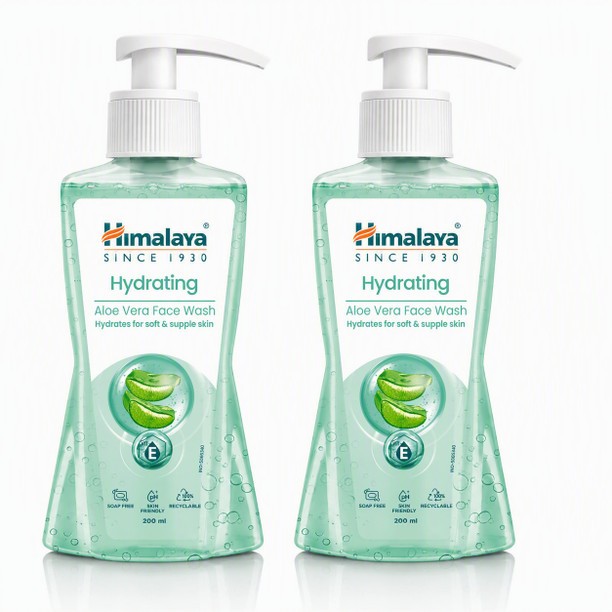 Himalaya®
SINCE 1930
Hydrating
Aloe Vera Face Wash
Hydrates for soft & supple skin
E
SOAP FREE
pH
SKIN FRIENDLY
100%
RECYCLABLE
200 ml
Himalaya®
SINCE 1930
Hydrating
Aloe Vera Face Wash
Hydrates for soft & supple skin
E
SOAP FREE
pH
SKIN FRIENDLY
100%
RECYCLABLE
200 ml